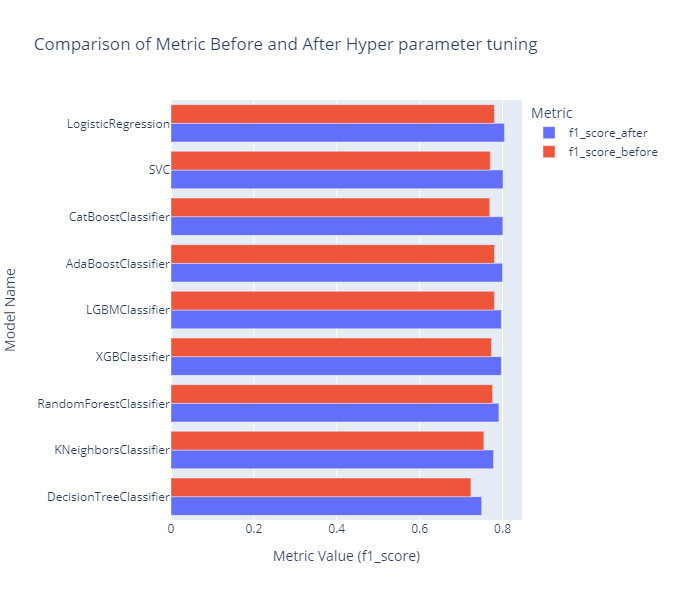 Comparison of Metric Before and After Hyper parameter tuning
Metric
f1_score_after
f1_score_before
Model Name
LogisticRegression
SVC
CatBoostClassifier
AdaBoostClassifier
LGBMClassifier
XGBClassifier
RandomForestClassifier
KNeighborsClassifier
DecisionTreeClassifier
0 0.2 0.4 0.6 0.8
Metric Value (f1_score)